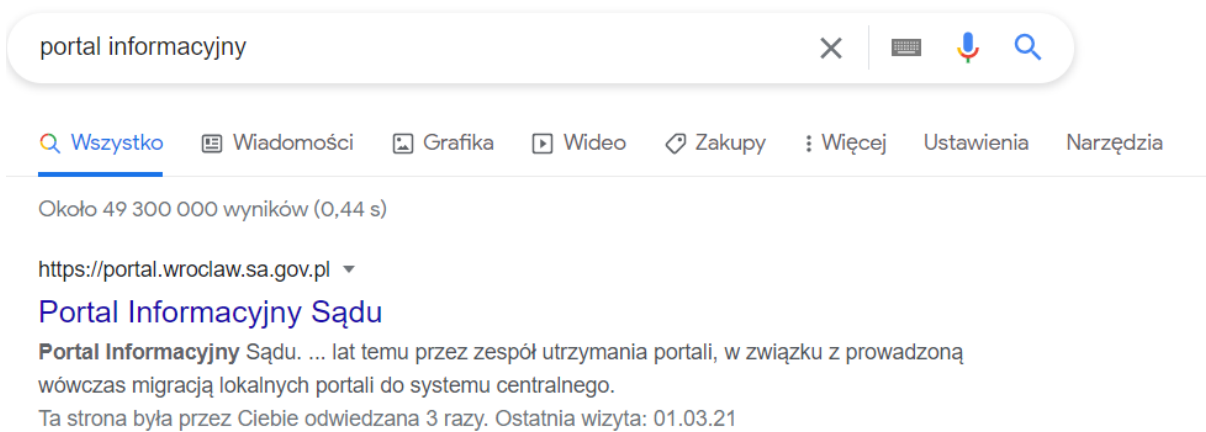 portal informacyjny
Wszystko Wiadomości Grafika Wideo Zakupy Więcej Ustawienia Narzędzia
Około 49 300 000 wyników (0,44 s)
https://portal.wroclaw.sa.gov.pl
Portal Informacyjny Sądu
Portal Informacyjny Sądu. ... lat temu przez zespół utrzymania portali, w związku z prowadzoną
wówczas migracją lokalnych portali do systemu centralnego.
Ta strona była przez Ciebie odwiedzana 3 razy. Ostatnia wizyta: 01.03.21